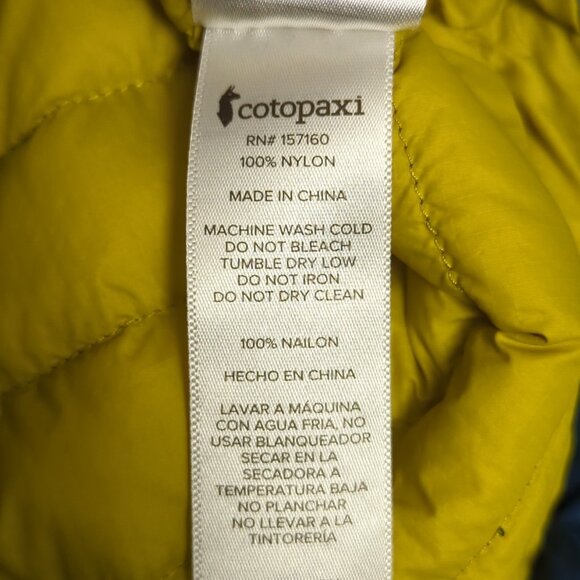 cotopaxi
RN# 157160
100% NYLON
MADE IN CHINA
MACHINE WASH COLD
DO NOT BLEACH
TUMBLE DRY LOW
DO NOT IRON
DO NOT DRY CLEAN
100% NAILON
HECHO EN CHINA
LAVAR A MÁQUINA
CON AGUA FRIA, NO
USAR BLANQUEADOR
SECAR EN LA
SECADORA A
TEMPERATURA BAJA
NO PLANCHAR
NO LLEVAR A LA
TINTORERÍA